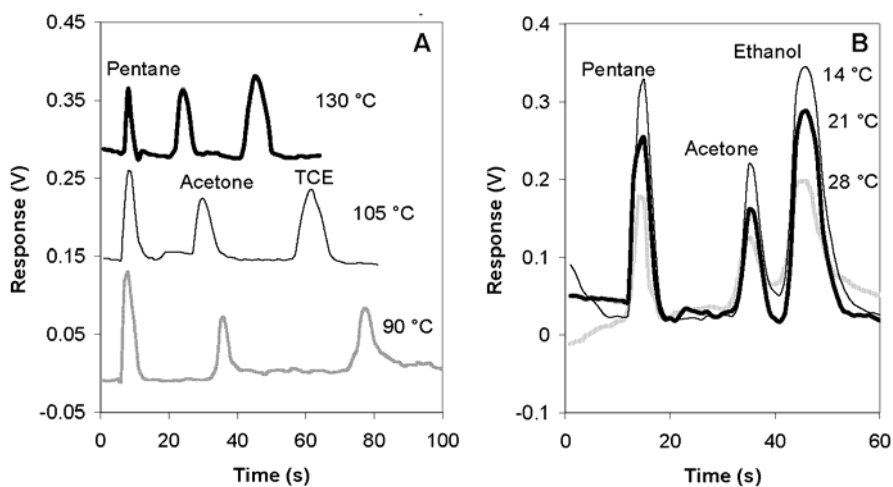 A
0.45
0.35
0.25
0.15
0.05
-0.05
Response (V)
Pentane
130 °C
Acetone
TCE
105 °C
90 °C
0
20
40
60
80
100
Time (s)
B
0.4
0.3
0.2
0.1
0
-0.1
Response (V)
Ethanol
Pentane
14 °C
21 °C
Acetone
28 °C
0
20
40
60
Time (s)